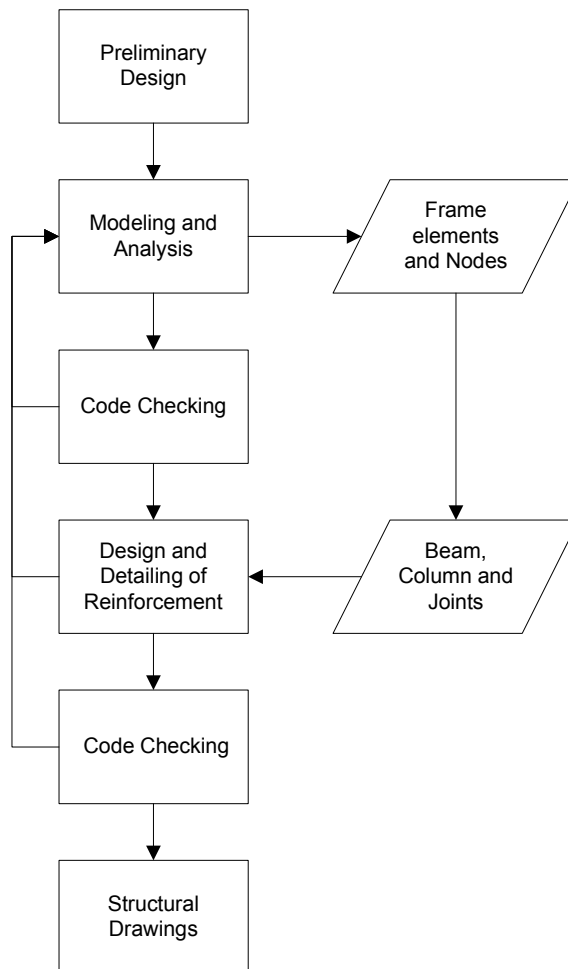 Preliminary
Design
Modeling and
Analysis
Frame
elements
and Nodes
Code Checking
Design and
Detailing of
Reinforcement
Beam,
Column and
Joints
Code Checking
Structural
Drawings